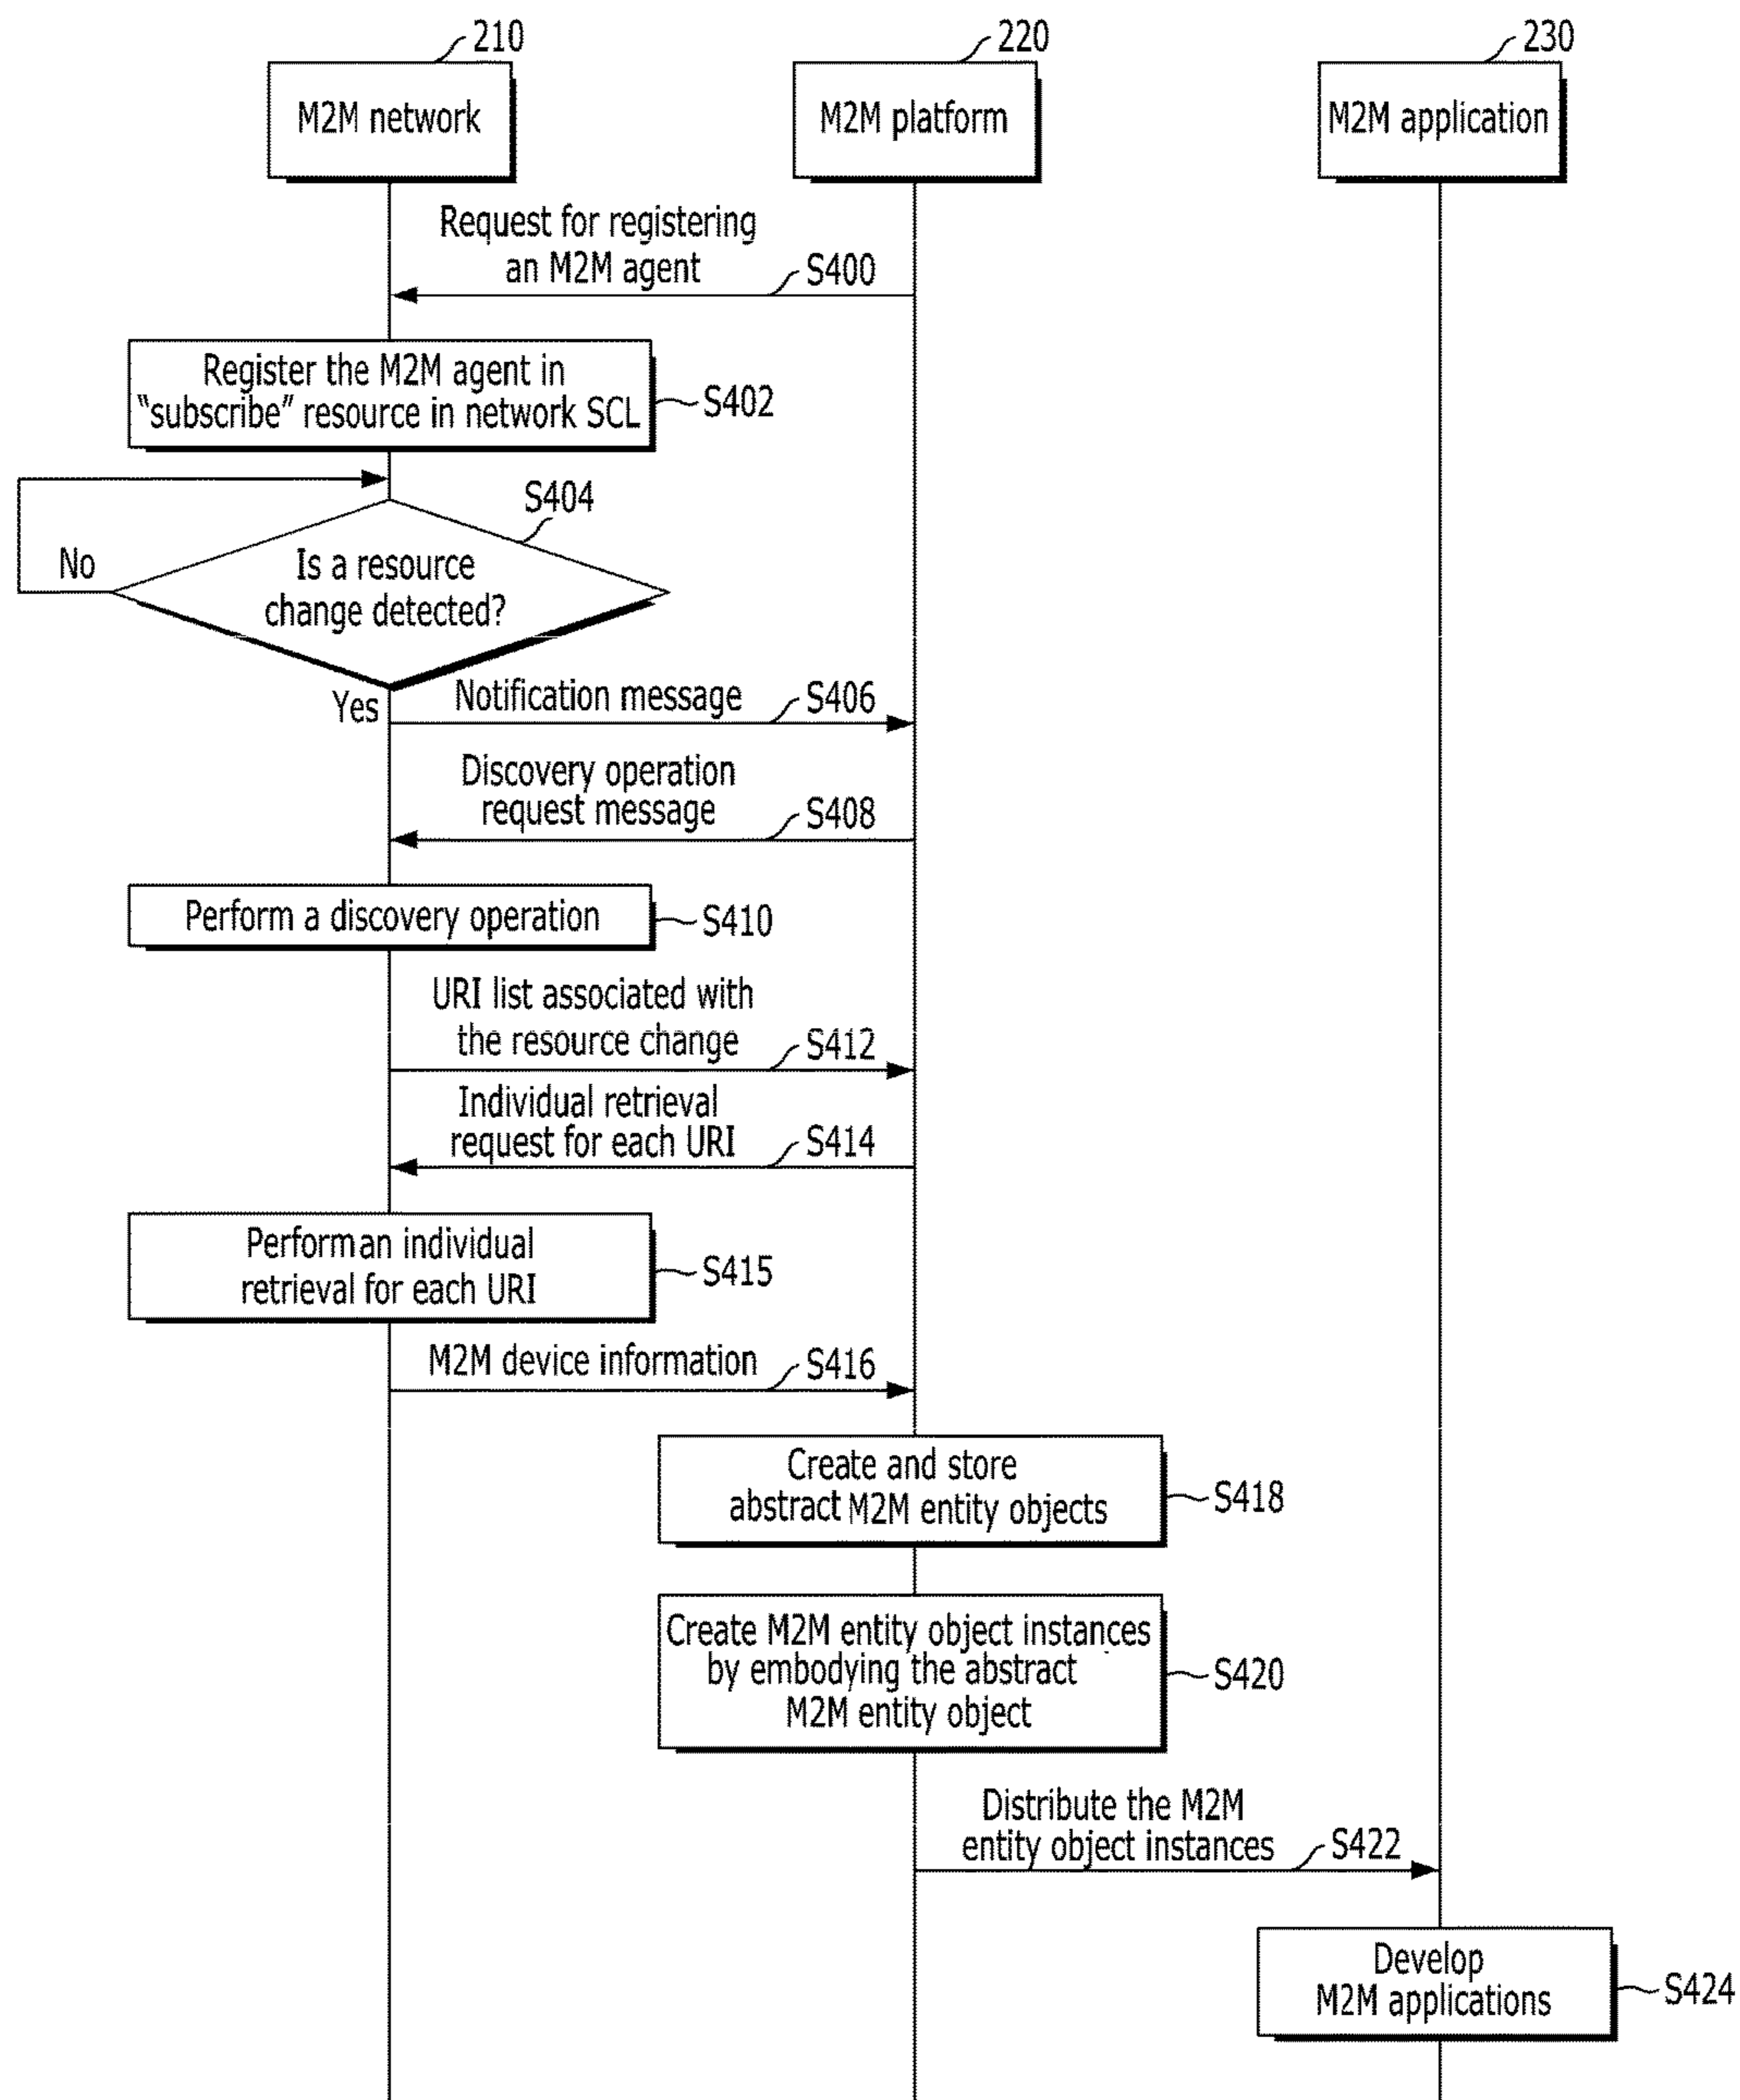 210
220
230
M2M network
M2M platform
M2M application
Request for registering
an M2M agent
S400
Register the M2M agent in
“subscribe” resource in network SCL
S402
S404
No
Is a resource
change detected?
Yes
Notification message
S406
Discovery operation
request message
S408
Perform a discovery operation
S410
URI list associated with
the resource change
S412
Individual retrieval
request for each URI
S414
Perform an individual
retrieval for each URI
S415
M2M device information
S416
Create and store
abstract M2M entity objects
S418
Create M2M entity object instances
by embodying the abstract
M2M entity object
S420
Distribute the M2M
entity object instances
S422
Develop
M2M applications
S424